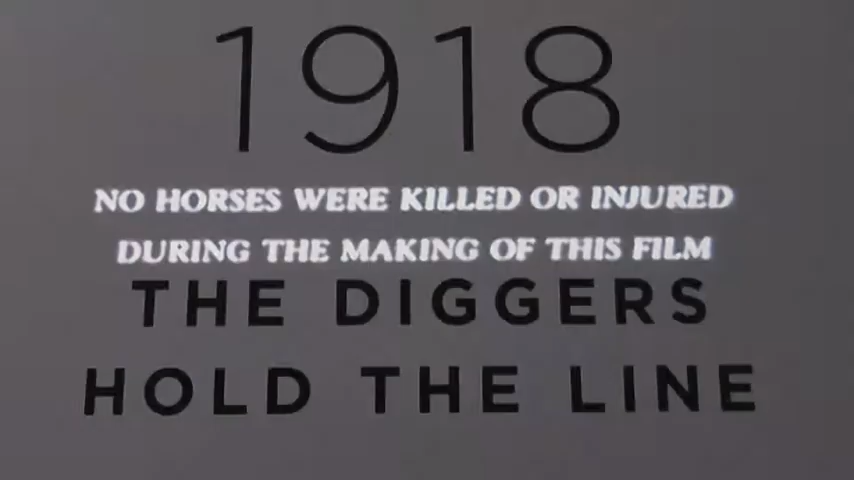 1918
NO HORSES WERE KILLED OR INJURED
DURING THE MAKING OF THIS FILM
THE DIGGERS
HOLD THE LINE